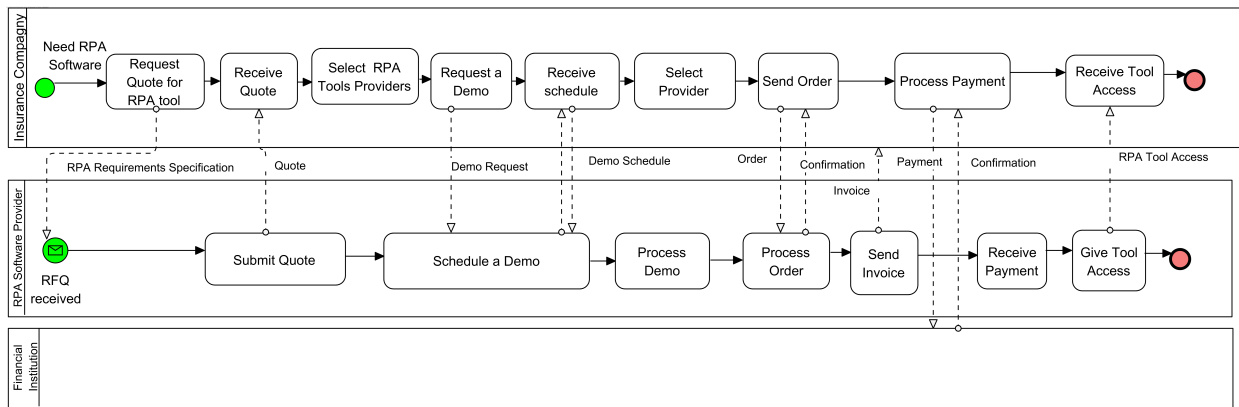 Insurance Compagny
Need RPA
Software
Request
Quote for
RPA tool
Receive
Quote
Select RPA
Tools Providers
Request a
Demo
Receive
schedule
Select
Provider
Send Order
Process Payment
Receive Tool
Access
RPA Requirements Specification
Quote
Demo Request
Demo Schedule
Order
Confirmation
Invoice
Payment
Confirmation
RPA Tool Access
RPA Software Provider
RFQ
received
Submit Quote
Schedule a Demo
Process
Demo
Process
Order
Send
Invoice
Receive
Payment
Give Tool
Access
Financial
Institution